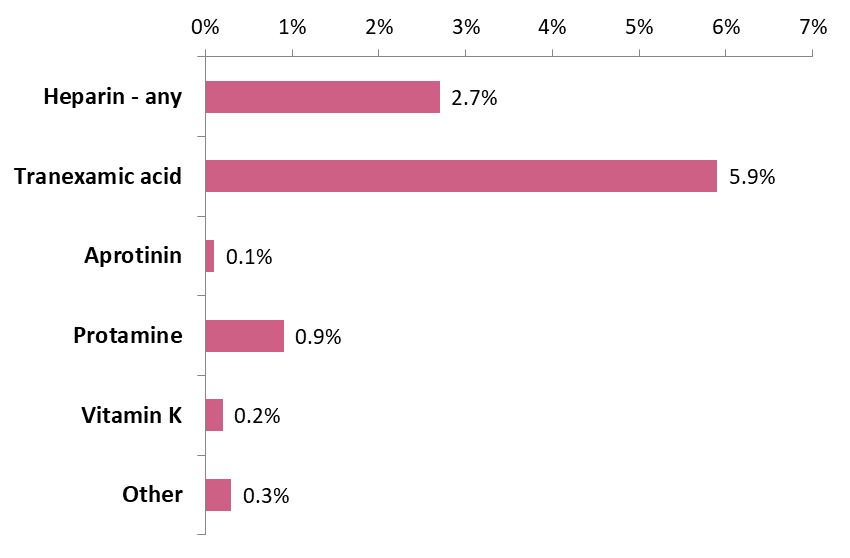 0% 1% 2% 3% 4% 5% 6% 7%
Heparin - any 2.7%
Tranexamic acid 5.9%
Aprotinin 0.1%
Protamine 0.9%
Vitamin K 0.2%
Other 0.3%